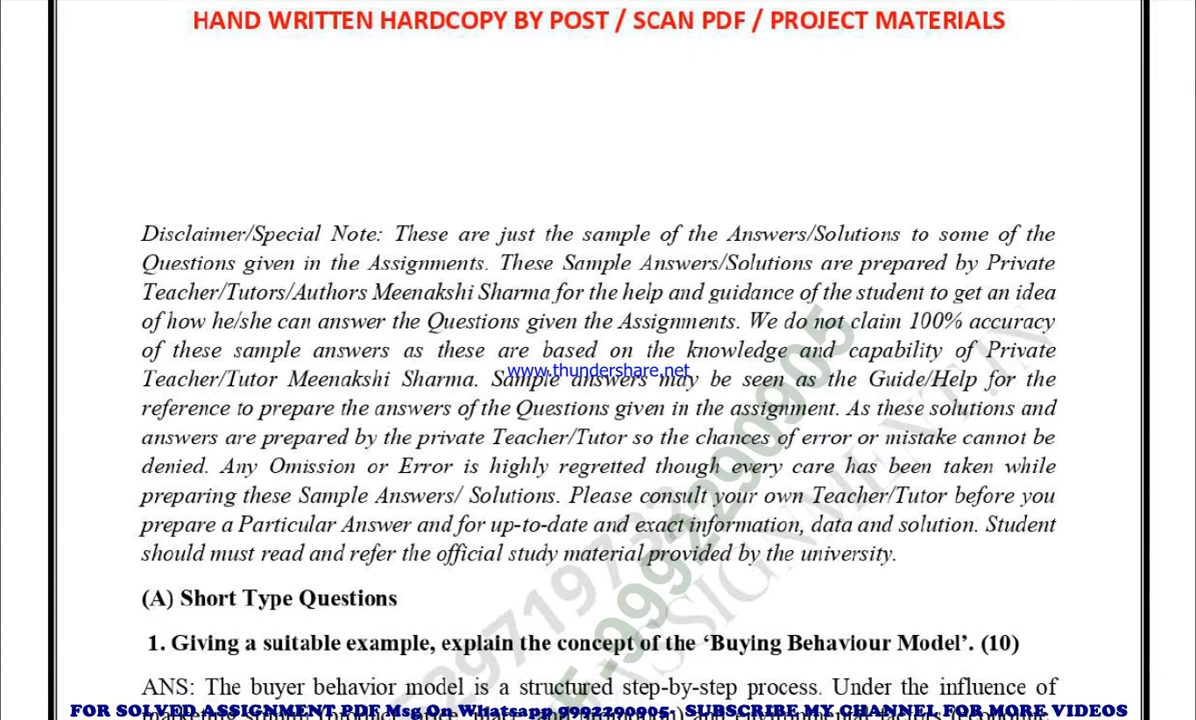 HAND WRITTEN HARDCOPY BY POST / SCAN PDF / PROJECT MATERIALS
Disclaimer/Special Note: These are just the sample of the Answers/Solutions to some of the
Questions given in the Assignments. These Sample Answers/Solutions are prepared by Private
Teacher/Tutors/Authors Meenakshi Sharma for the help and guidance of the student to get an idea
of how he/she can answer the Questions given the Assignments. We do not claim 100% accuracy
of these sample answers as these are based on the knowledge and capability of Private
www.thundershare.net
Teacher/Tutor Meenakshi Sharma. Sample answers may be seen as the Guide/Help for the
reference to prepare the answers of the Questions given in the assignment. As these solutions and
answers are prepared by the private Teacher/Tutor so the chances of error or mistake cannot be
denied. Any Omission or Error is highly regretted though every care has been taken while
preparing these Sample Answers/ Solutions. Please consult your own Teacher/Tutor before you
prepare a Particular Answer and for up-to-date and exact information, data and solution. Student
should must read and refer the official study material provided by the university.
(A) Short Type Questions
1. Giving a suitable example, explain the concept of the ‘Buying Behaviour Model’. (10)
ANS: The buyer behavior model is a structured step-by-step process. Under the influence of
FOR SOLVED ASSIGNMENT PDF Msg On Whatsapp 9992290905- SUBSCRIBE MY CHANNEL FOR MORE VIDEOS